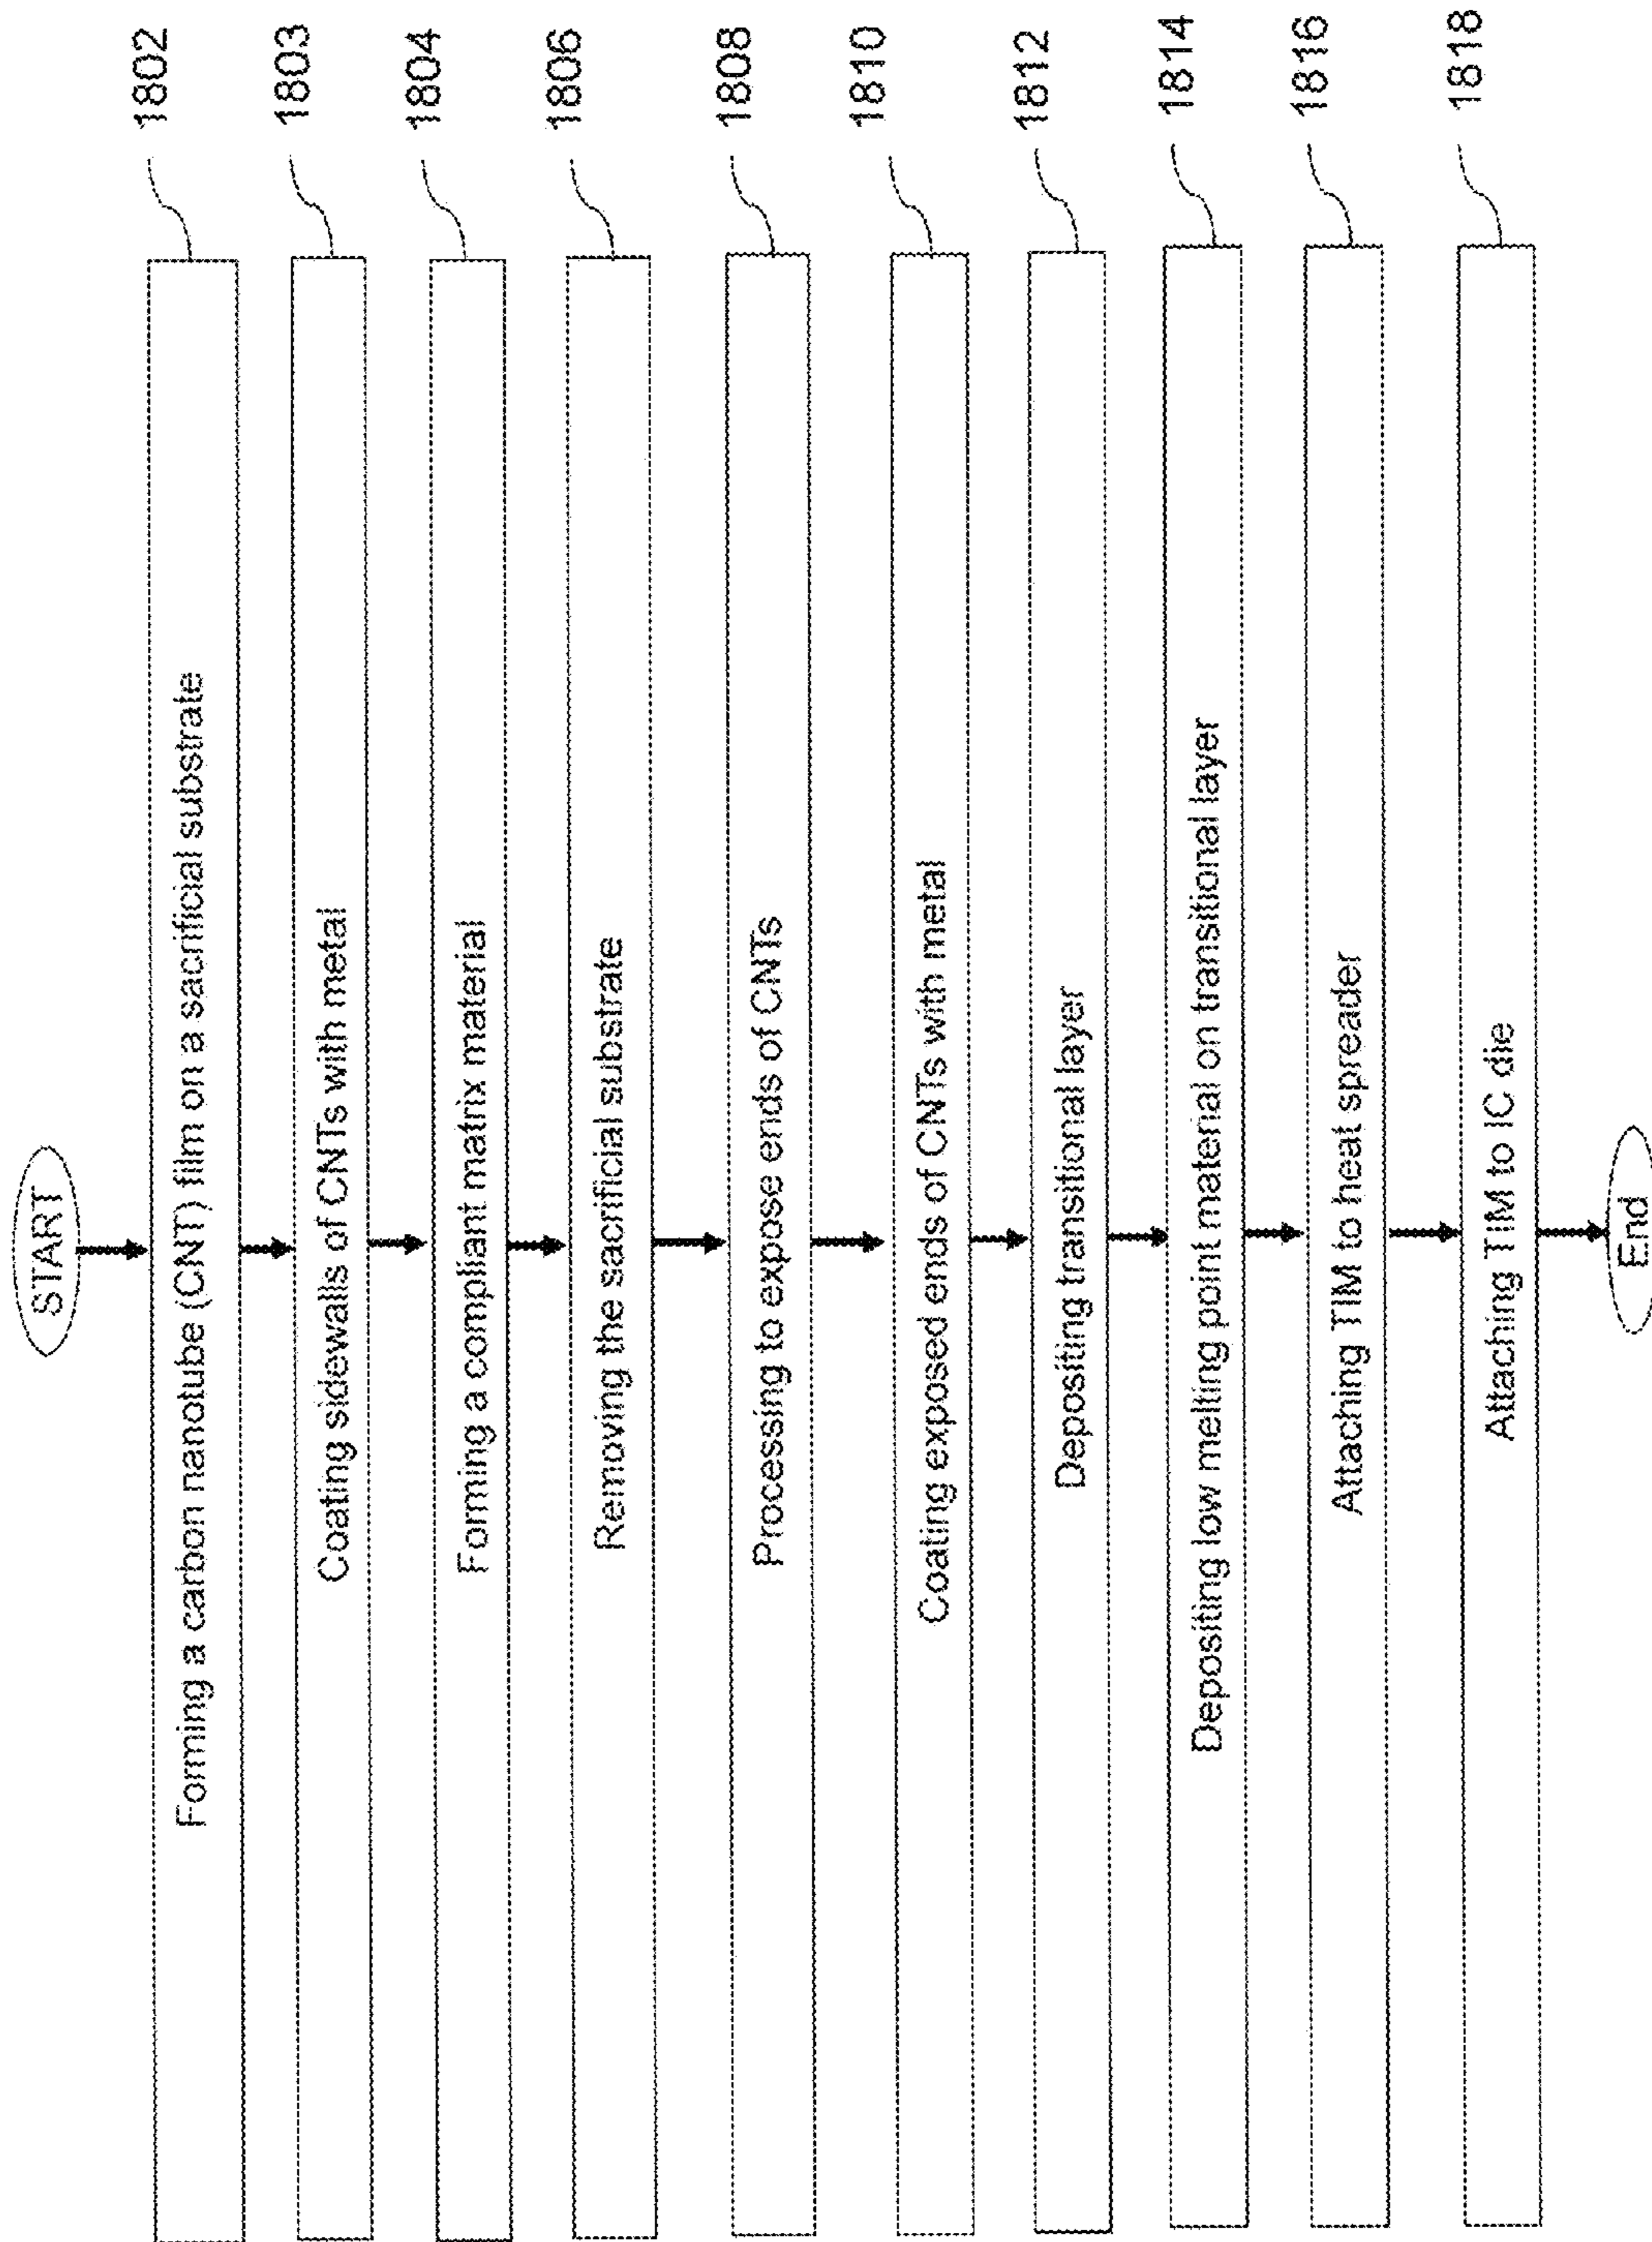 START
Forming a carbon nanotube (CNT) film on a sacrificial substrate
1802
Coating sidewalls of CNTs with metal
1803
Forming a compliant matrix material
1804
Removing the sacrificial substrate
1806
Processing to expose ends of CNTs
1808
Coating exposed ends of CNTs with metal
1810
Depositing transitional layer
1812
Depositing low melting point material on transitional layer
1814
Attaching TIM to heat spreader
1816
Attaching TIM to IC die
1818
End